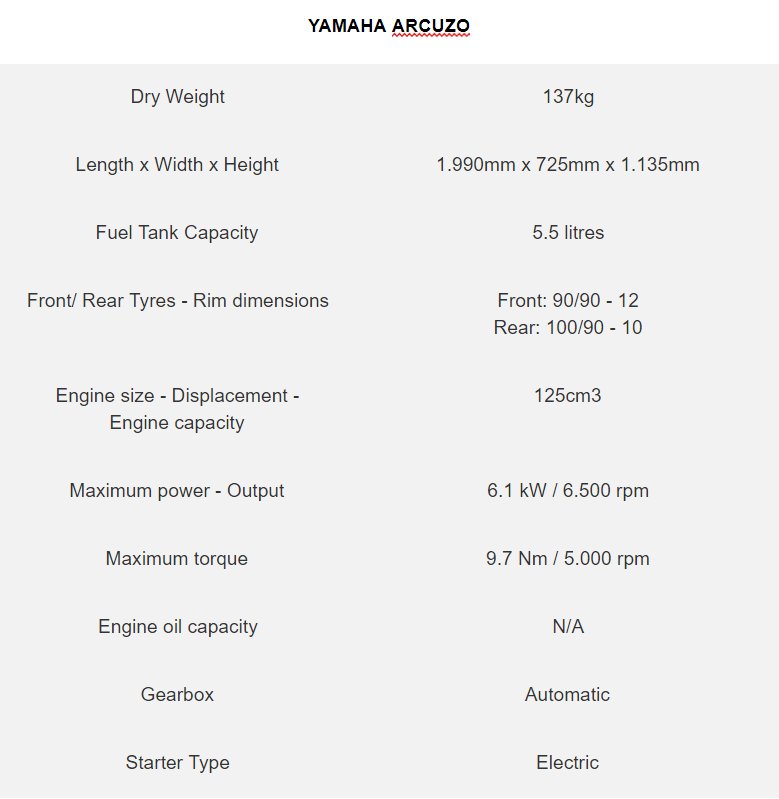 YAMAHA ARCUZO
Dry Weight 137kg
Length x Width x Height 1.990mm x 725mm x 1.135mm
Fuel Tank Capacity 5.5 litres
Front/ Rear Tyres - Rim dimensions Front: 90/90 - 12
Rear: 100/90 - 10
Engine size - Displacement - 125cm3
Engine capacity
Maximum power - Output 6.1 kW / 6.500 rpm
Maximum torque 9.7 Nm / 5.000 rpm
Engine oil capacity N/A
Gearbox Automatic
Starter Type Electric